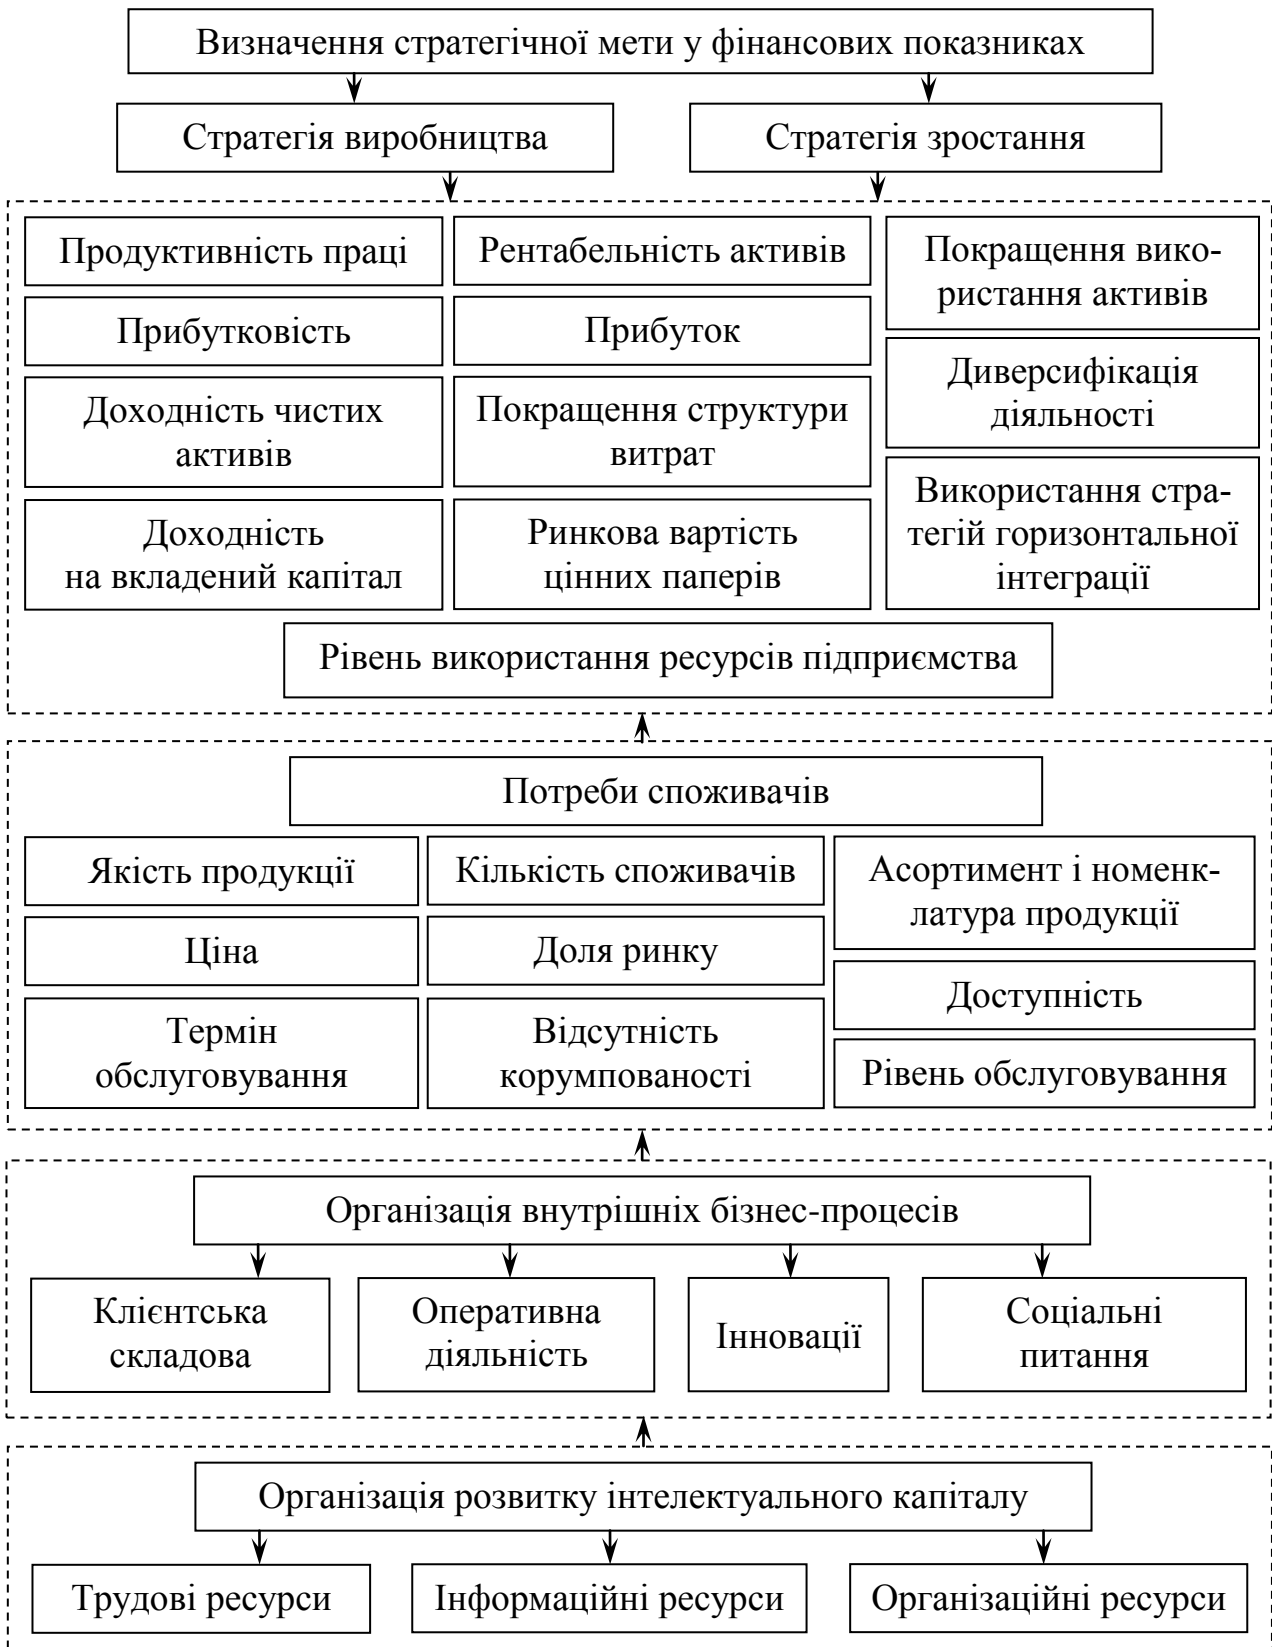 Визначення стратегічної мети у фінансових показниках
Стратегія виробництва
Стратегія зростання
Продуктивність праці
Рентабельність активів
Покращення вико-
ристання активів
Прибутковість
Прибуток
Диверсифікація
діяльності
Доходність чистих
активів
Покращення структури
витрат
Використання стра-
тегій горизонтальної
інтеграції
Доходність
на вкладений капітал
Ринкова вартість
цінних паперів
Рівень використання ресурсів підприємства
Потреби споживачів
Якість продукції
Кількість споживачів
Асортимент і номенк-
латура продукції
Ціна
Доля ринку
Доступність
Термін
обслуговування
Відсутність
корумпованості
Рівень обслуговування
Організація внутрішніх бізнес-процесів
Клієнтська
складова
Оперативна
діяльність
Інновації
Соціальні
питання
Організація розвитку інтелектуального капіталу
Трудові ресурси
Інформаційні ресурси
Організаційні ресурси